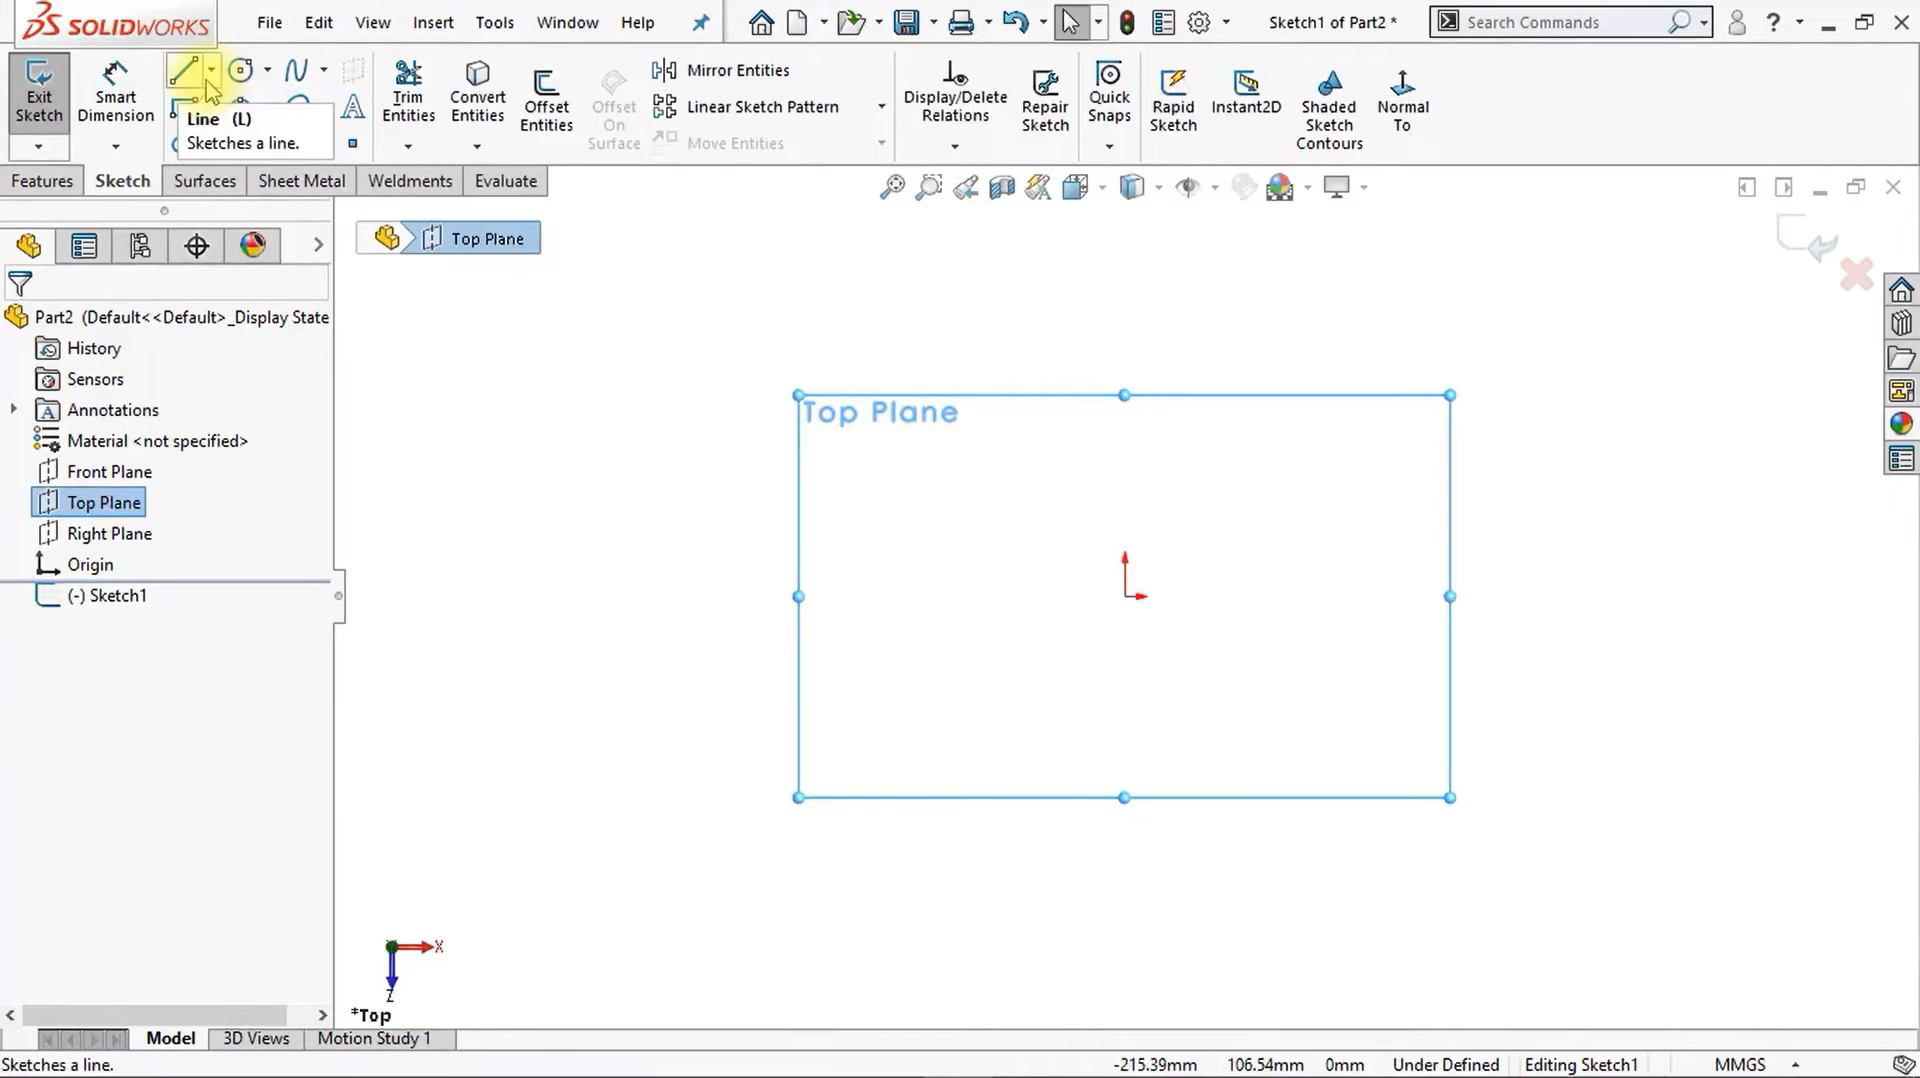 SOLIDWORKS
File Edit View Insert Tools Window Help
Sketch1 of Part2 *
Search Commands
?
Exit Sketch
Smart Dimension
Line (L)
Sketches a line.
Trim Entities
Convert Entities
Offset Entities
Offset On Surface
Mirror Entities
Linear Sketch Pattern
Move Entities
Display/Delete Relations
Repair Sketch
Quick Snaps
Rapid Sketch
Instant2D
Shaded Sketch Contours
Normal To
Features Sketch Surfaces Sheet Metal Weldments Evaluate
Top Plane
Part2 (Default<<Default>_Display State
History
Sensors
Annotations
Material <not specified>
Front Plane
Top Plane
Right Plane
Origin
(-) Sketch1
Top Plane
X
Z
*Top
Model 3D Views Motion Study 1
Sketches a line.
-215.39mm 106.54mm 0mm Under Defined Editing Sketch1 MMGS